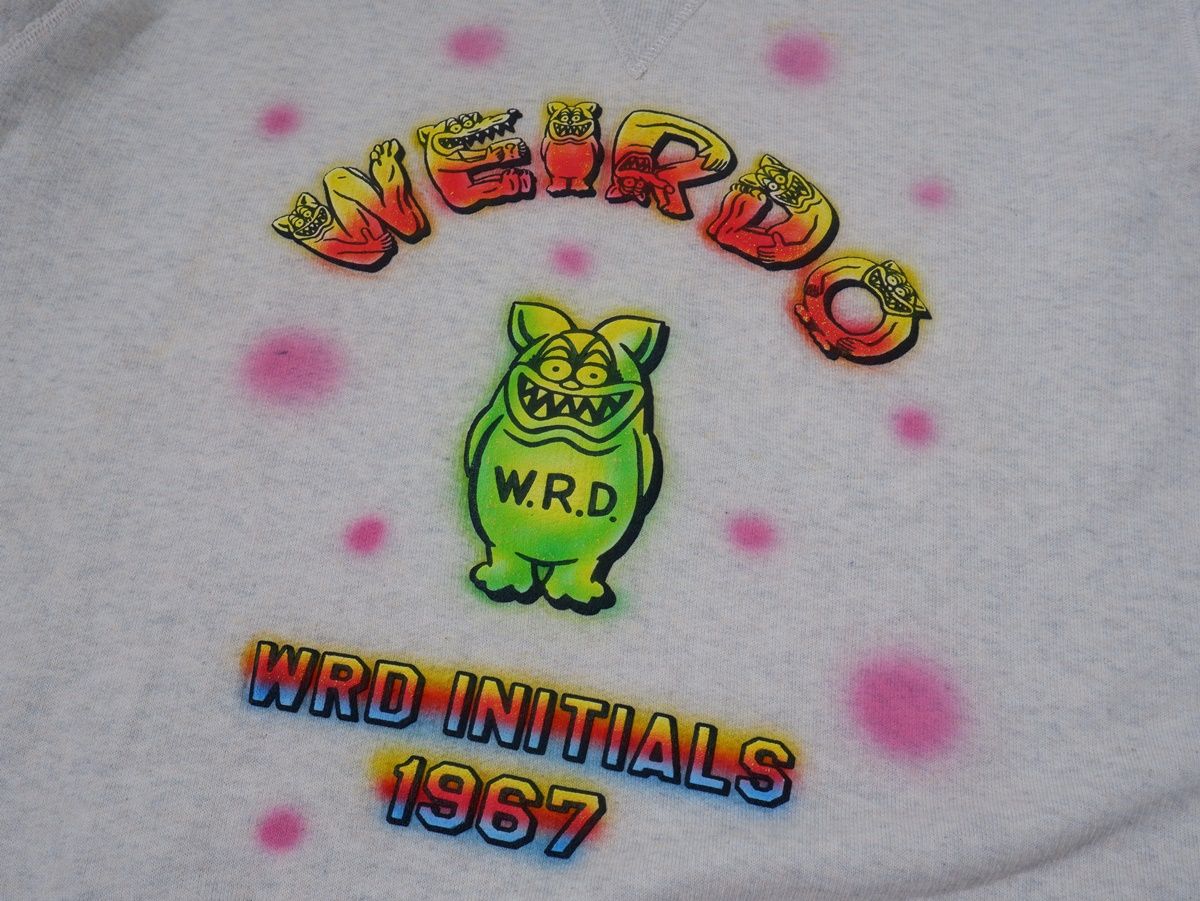 WEIRDO
W.R.D.
WRD INITIALS
1967